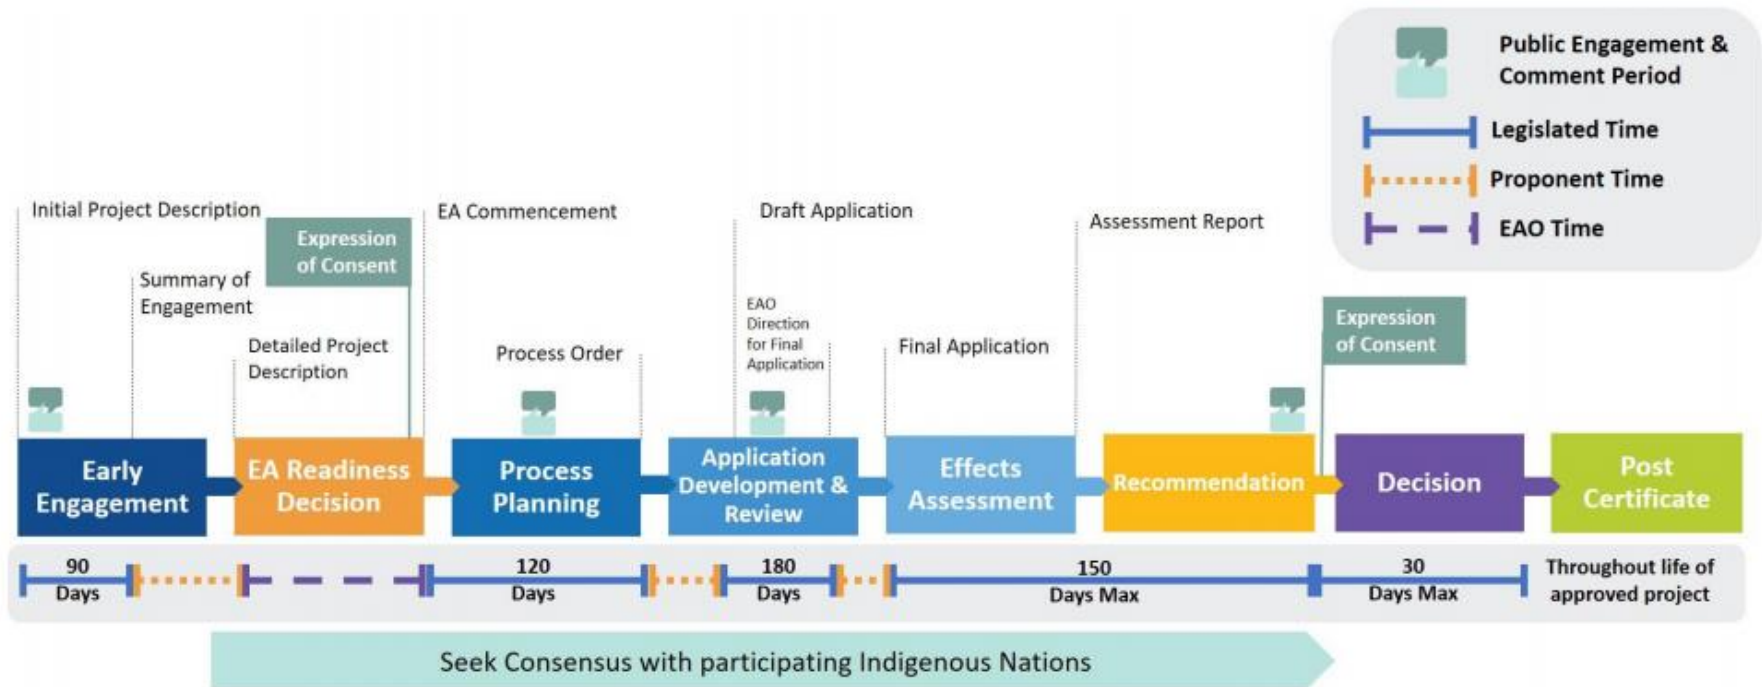 Public Engagement &
Comment Period
Legislated Time
Proponent Time
EAO Time
Initial Project Description
Expression
of Consent
Summary of
Engagement
Detailed Project
Description
EA Commencement
Process Order
Draft Application
EAO
Direction
for Final
Application
Final Application
Assessment Report
Expression
of Consent
Early
Engagement
EA Readiness
Decision
Process
Planning
Application
Development &
Review
Effects
Assessment
Recommendation
Decision
Post
Certificate
90
Days
120
Days
180
Days
150
Days Max
30
Days Max
Throughout life of
approved project
Seek Consensus with participating Indigenous Nations